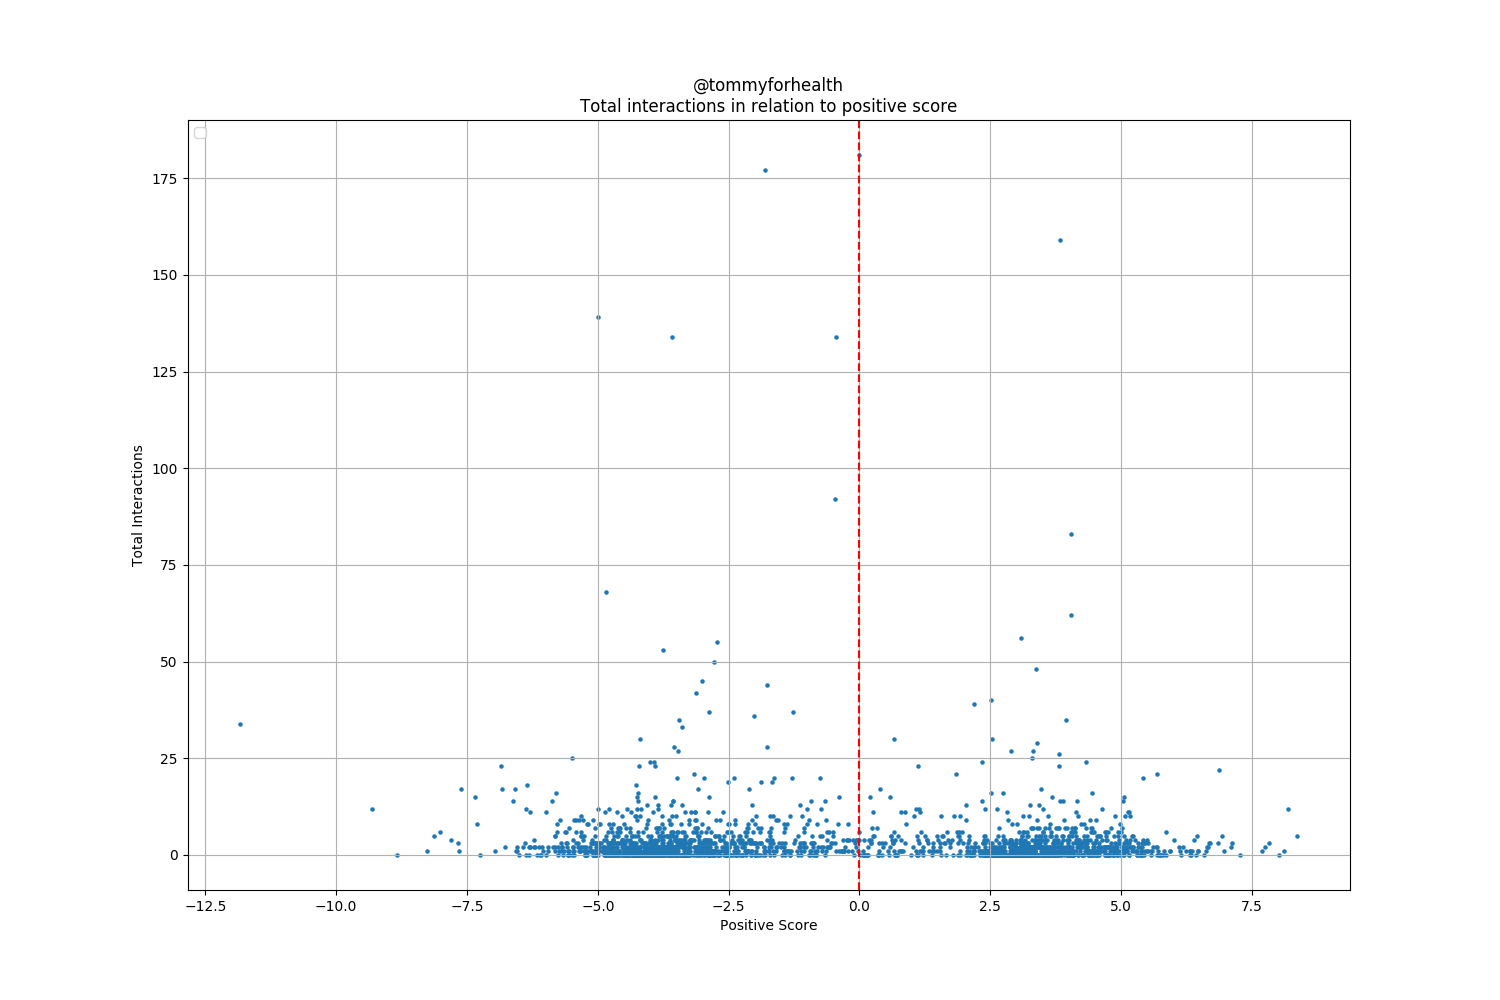 @tommyforhealth
Total interactions in relation to positive score
Total Interactions
175
150
125
100
75
50
25
0
−12.5 −10.0 −7.5 −5.0 −2.5 0.0 2.5 5.0 7.5
Positive Score